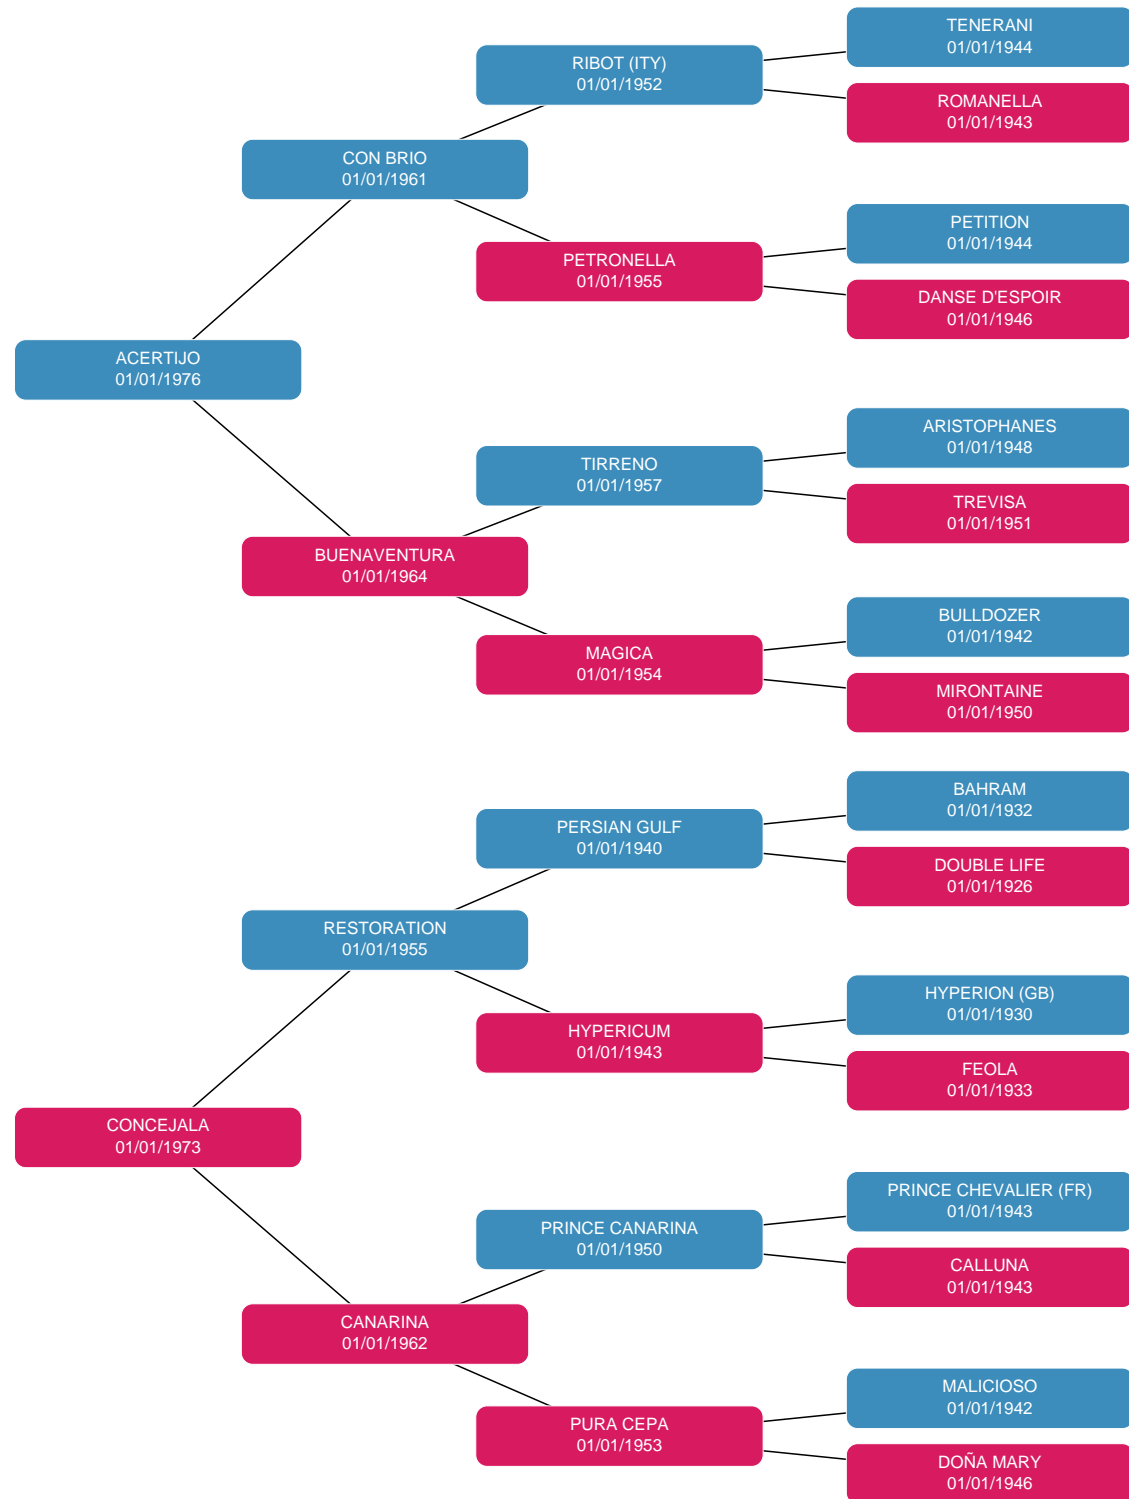 TENERANI
01/01/1944
RIBOT (ITY)
01/01/1952
ROMANELLA
01/01/1943
CON BRIO
01/01/1961
PETITION
01/01/1944
PETRONELLA
01/01/1955
DANSE D'ESPOIR
01/01/1946
ACERTIJO
01/01/1976
ARISTOPHANES
01/01/1948
TIRRENO
01/01/1957
TREVISA
01/01/1951
BUENAVENTURA
01/01/1964
BULLDOZER
01/01/1942
MAGICA
01/01/1954
MIRONTAINE
01/01/1950
BAHRAM
01/01/1932
PERSIAN GULF
01/01/1940
DOUBLE LIFE
01/01/1926
RESTORATION
01/01/1955
HYPERION (GB)
01/01/1930
HYPERICUM
01/01/1943
FEOLA
01/01/1933
CONCEJALA
01/01/1973
PRINCE CHEVALIER (FR)
01/01/1943
PRINCE CANARINA
01/01/1950
CALLUNA
01/01/1943
CANARINA
01/01/1962
MALICIOSO
01/01/1942
PURA CEPA
01/01/1953
DOÑA MARY
01/01/1946